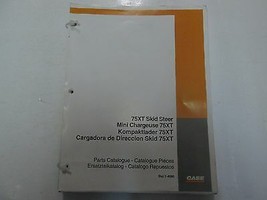 75XT Skid Steer
Mini Chargeuse 75XT
Kompaktlader 75XT
Cargadora de Direccion Skid 75XT
Parts Catalogue - Catalogue Pièces
Ersatzteilkatalog - Catalogo Repuestos
CASE